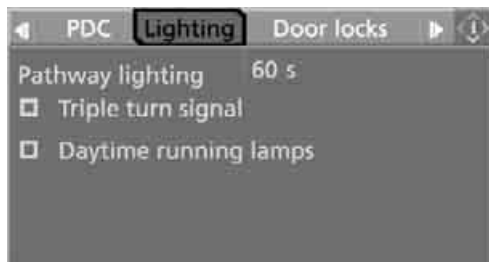 PDC Lighting Door locks
Pathway lighting 60 s
Triple turn signal
Daytime running lamps